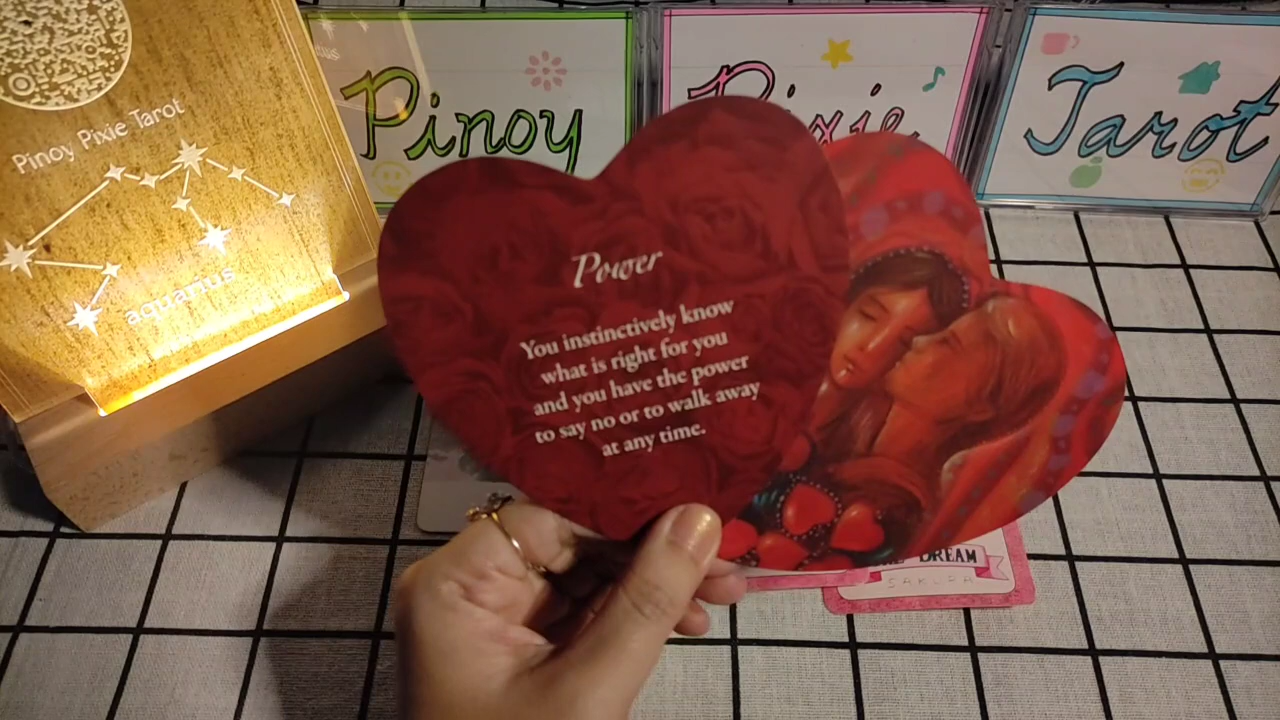 Pinoy Pixie Tarot
aquarius
Pinoy
Pixie
Tarot
Power
You instinctively know
what is right for you
and you have the power
to say no or to walk away
at any time.
DREAM
SAKURA